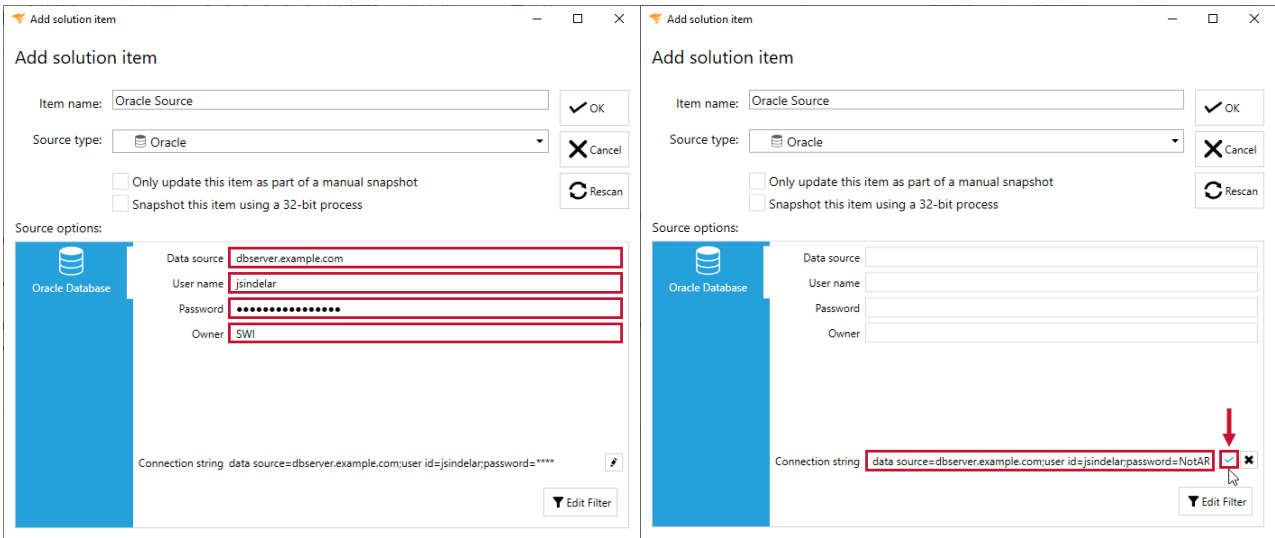 Add solution item
Add solution item
Item name: Oracle Source
OK
Source type: Oracle
Cancel
Only update this item as part of a manual snapshot
Rescan
Snapshot this item using a 32-bit process
Source options:
Oracle Database
Data source dbserver.example.com
User name jsindelar
Password ●●●●●●●●●●●●●●●●
Owner SWI
Connection string data source=dbserver.example.com;user id=jsindelar;password=****
Edit Filter
Add solution item
Add solution item
Item name: Oracle Source
OK
Source type: Oracle
Cancel
Only update this item as part of a manual snapshot
Rescan
Snapshot this item using a 32-bit process
Source options:
Oracle Database
Data source
User name
Password
Owner
Connection string data source=dbserver.example.com;user id=jsindelar;password=NotAR
Edit Filter